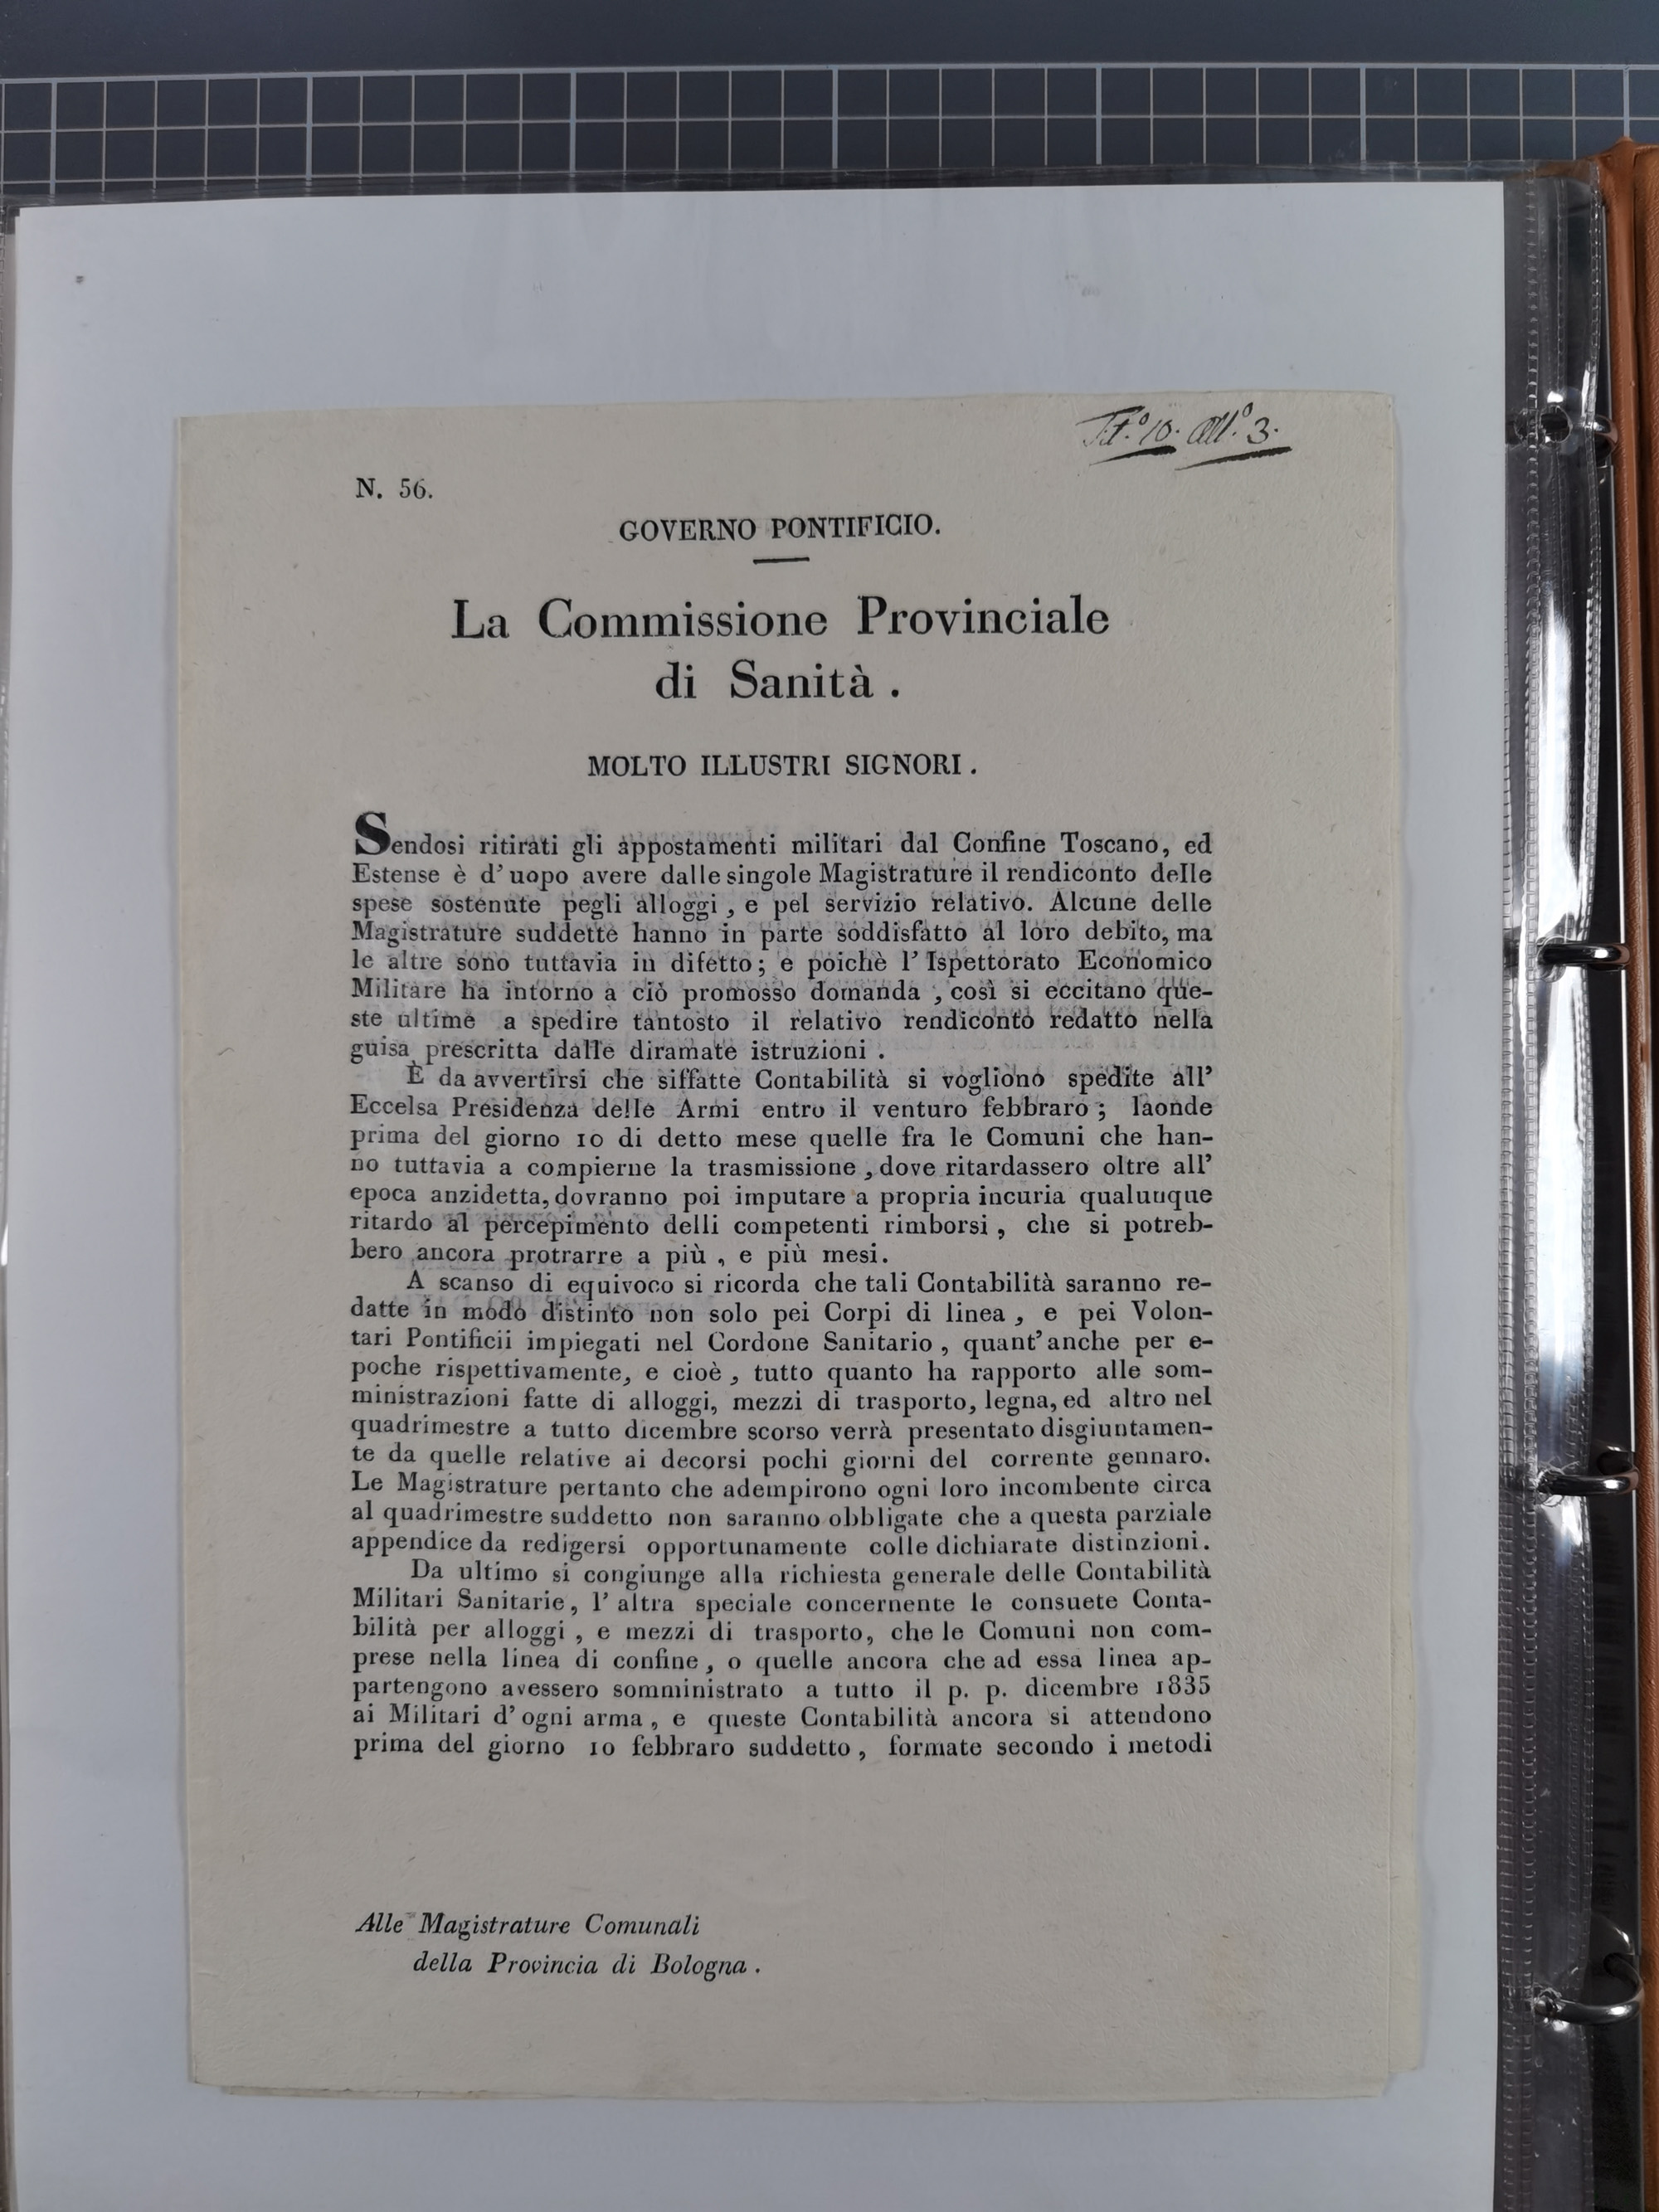 Tit.° 10. All.° 3.
N. 56.
GOVERNO PONTIFICIO.
La Commissione Provinciale
di Sanità .
MOLTO ILLUSTRI SIGNORI .
Sendosi ritirati gli appostamenti militari dal Confine Toscano, ed
Estense è d' uopo avere dalle singole Magistrature il rendiconto delle
spese sostenute pegli alloggi , e pel servizio relativo. Alcune delle
Magistrature suddette hanno in parte soddisfatto al loro debito, ma
le altre sono tuttavia in difetto ; e poichè l' Ispettorato Economico
Militare ha intorno a ciò promosso domanda , così si eccitano que-
ste ultime a spedire tantosto il relativo rendiconto redatto nella
guisa prescritta dalle diramate istruzioni .
È da avvertirsi che siffatte Contabilità si vogliono spedite all'
Eccelsa Presidenza delle Armi entro il venturo febbraro ; laonde
prima del giorno 10 di detto mese quelle fra le Comuni che han-
no tuttavia a compierne la trasmissione , dove ritardassero oltre all'
epoca anzidetta, dovranno poi imputare a propria incuria qualunque
ritardo al percepimento delli competenti rimborsi , che si potreb-
bero ancora protrarre a più , e più mesi.
A scanso di equivoco si ricorda che tali Contabilità saranno re-
datte in modo distinto non solo pei Corpi di linea , e pei Volon-
tari Pontificii impiegati nel Cordone Sanitario , quant' anche per e-
poche rispettivamente, e cioè , tutto quanto ha rapporto alle som-
ministrazioni fatte di alloggi, mezzi di trasporto, legna, ed altro nel
quadrimestre a tutto dicembre scorso verrà presentato disgiuntamen-
te da quelle relative ai decorsi pochi giorni del corrente gennaro.
Le Magistrature pertanto che adempirono ogni loro incombente circa
al quadrimestre suddetto non saranno obbligate che a questa parziale
appendice da redigersi opportunamente colle dichiarate distinzioni.
Da ultimo si congiunge alla richiesta generale delle Contabilità
Militari Sanitarie, l' altra speciale concernente le consuete Conta-
bilità per alloggi , e mezzi di trasporto, che le Comuni non com-
prese nella linea di confine, o quelle ancora che ad essa linea ap-
partengono avessero somministrato a tutto il p. p. dicembre 1835
ai Militari d' ogni arma , e queste Contabilità ancora si attendono
prima del giorno 10 febbraro suddetto , formate secondo i metodi
Alle Magistrature Comunali
della Provincia di Bologna .